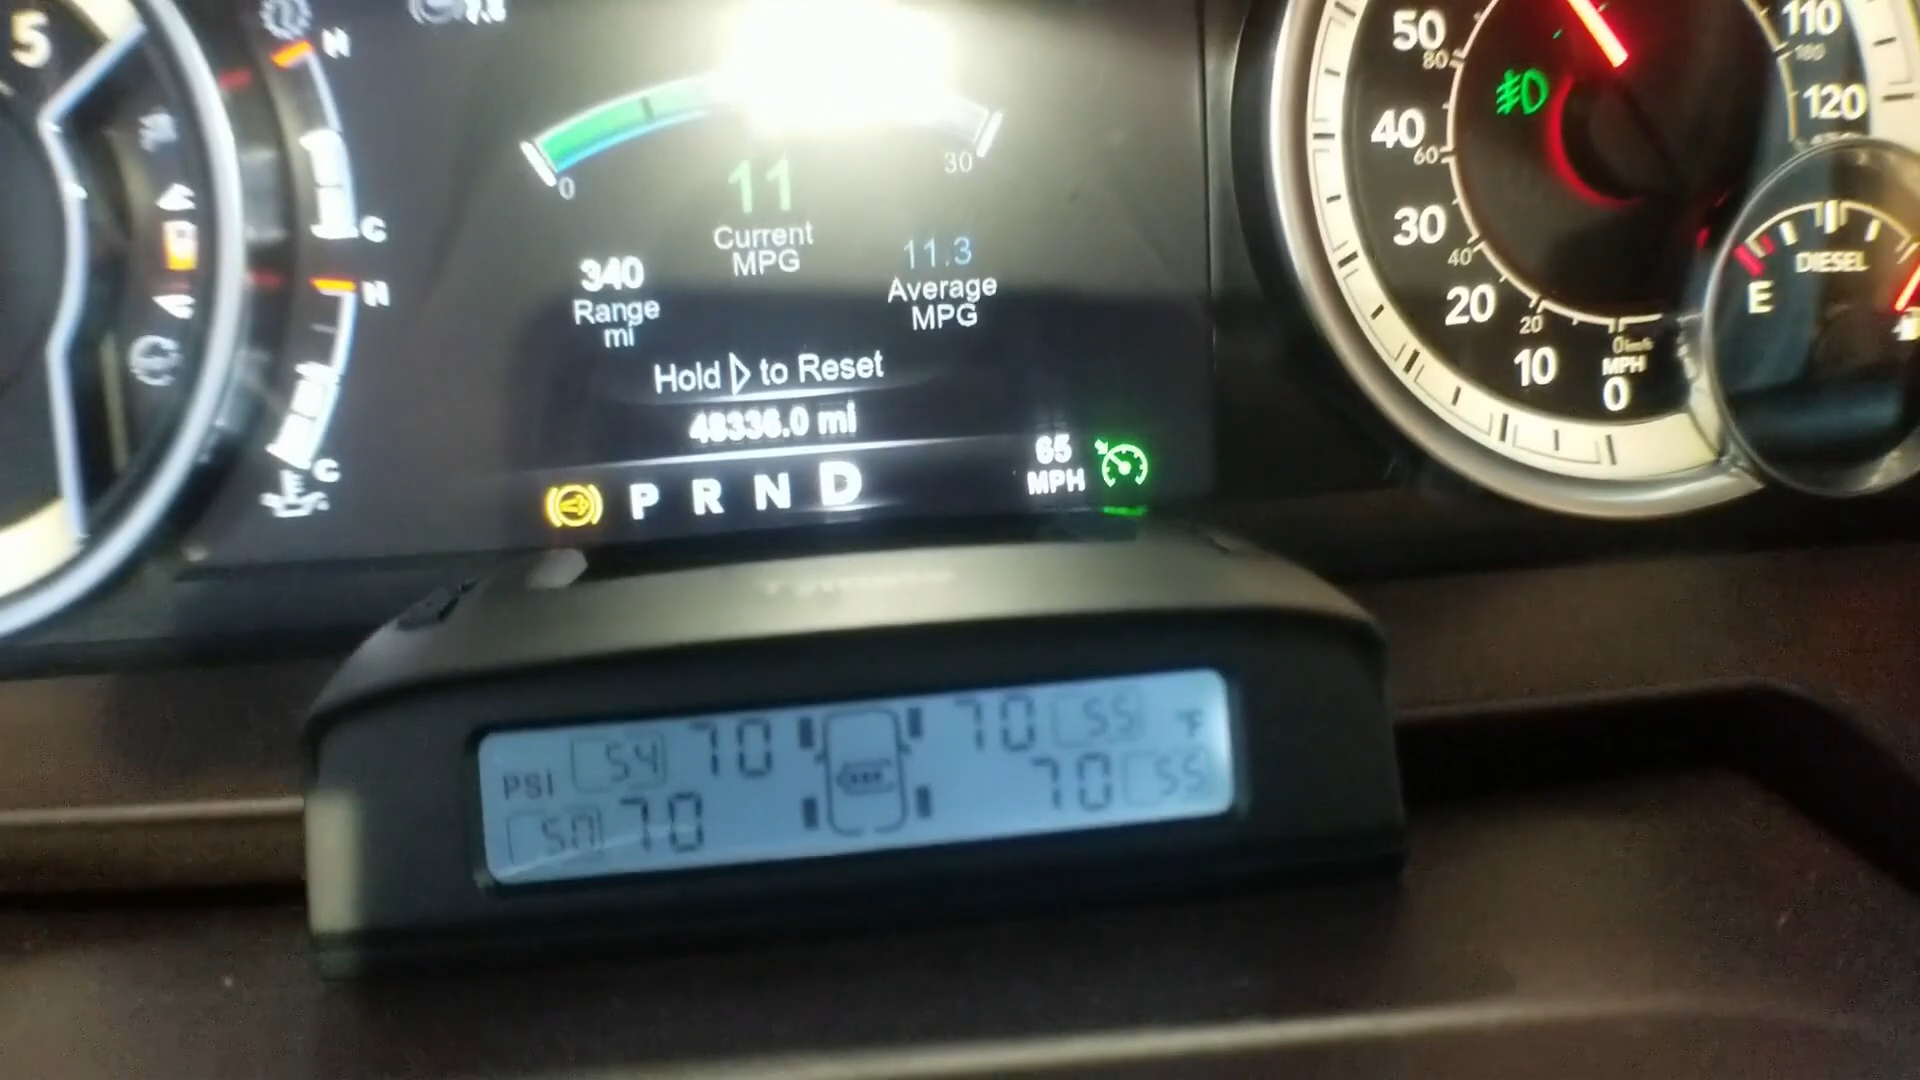 5
N
C
N
C
0
30
11
Current
MPG
340
Range
mi
11.3
Average
MPG
Hold ▷ to Reset
48336.0 mi
P R N D
65
MPH
50
80
40
60
30
40
20
20
10
MPH
0
110
180
120
DIESEL
E
PSI 54 70
70 55 °F
70
70 55